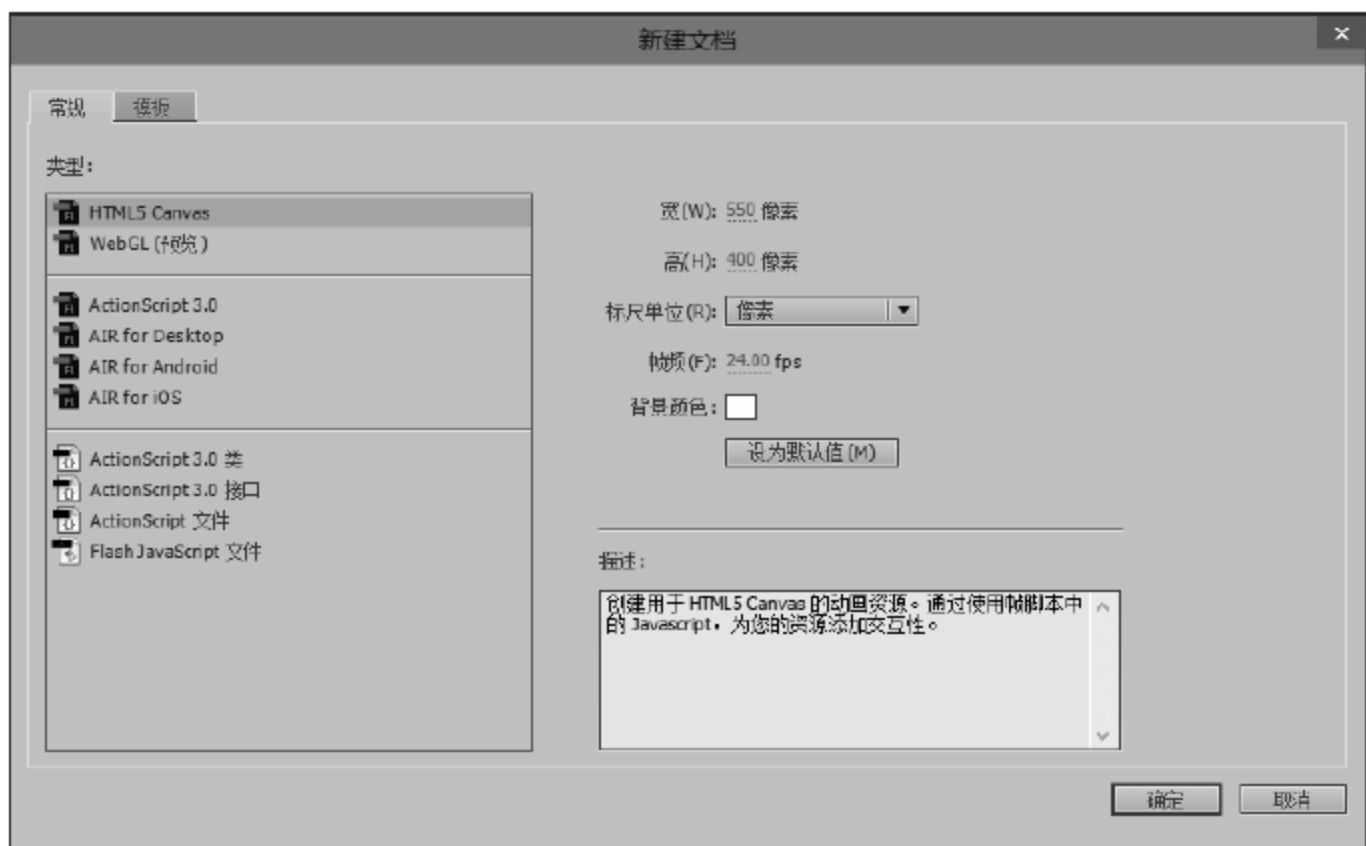 新建文档
常规
模板
类型:
HTML5 Canvas
WebGL (预览)
ActionScript 3.0
AIR for Desktop
AIR for Android
AIR for iOS
ActionScript 3.0 类
ActionScript 3.0 接口
ActionScript 文件
Flash JavaScript 文件
宽(W): 550 像素
高(H): 400 像素
标尺单位(R): 像素
帧频(F): 24.00 fps
背景颜色:
设为默认值(M)
描述:
创建用于 HTML5 Canvas 的动画资源。通过使用帧脚本中
的 Javascript，为您的资源添加交互性。
确定
取消